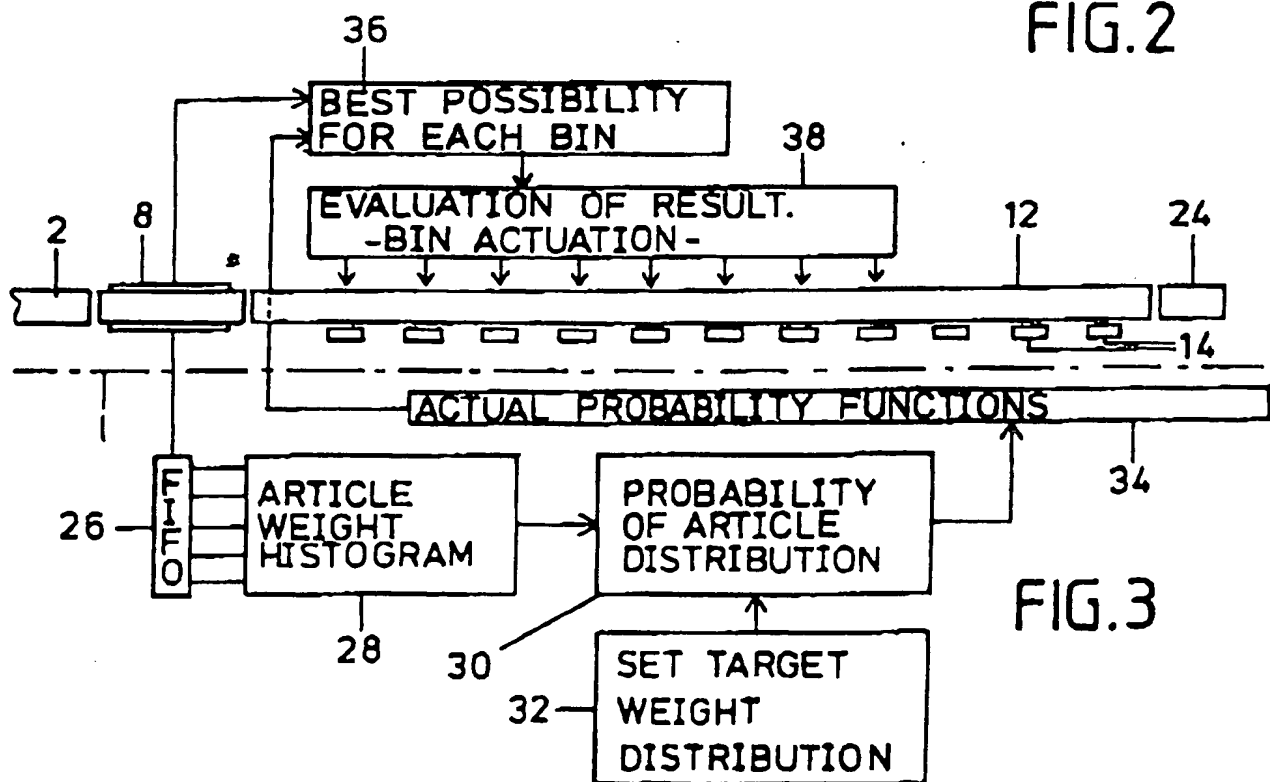 FIG.2
36
BEST POSSIBILITY
FOR EACH BIN
38
EVALUATION OF RESULT.
-BIN ACTUATION-
2
8
12
24
14
ACTUAL PROBABILITY FUNCTIONS
34
26
FIFO
ARTICLE
WEIGHT
HISTOGRAM
28
PROBABILITY
OF ARTICLE
DISTRIBUTION
30
FIG.3
SET TARGET
WEIGHT
DISTRIBUTION
32